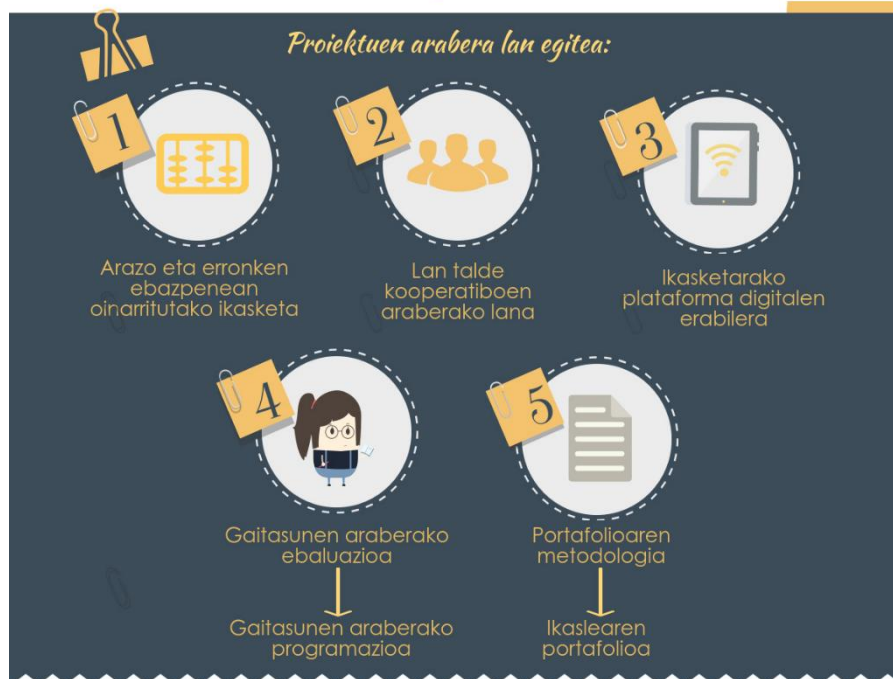 Proiektuen arabera lan egitea:
1
Arazo eta erronken
ebazpenean
oinarritutako ikasketa
2
Lan talde
kooperatiboen
araberako lana
3
Ikasketarako
plataforma digitalen
erabilera
4
Gaitasunen araberako
ebaluazioa
Gaitasunen araberako
programazioa
5
Portafolioaren
metodologia
Ikaslearen
portafolioa